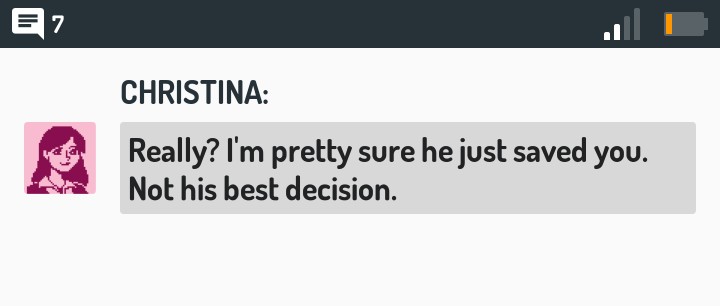 7
CHRISTINA:
Really? I'm pretty sure he just saved you.
Not his best decision.